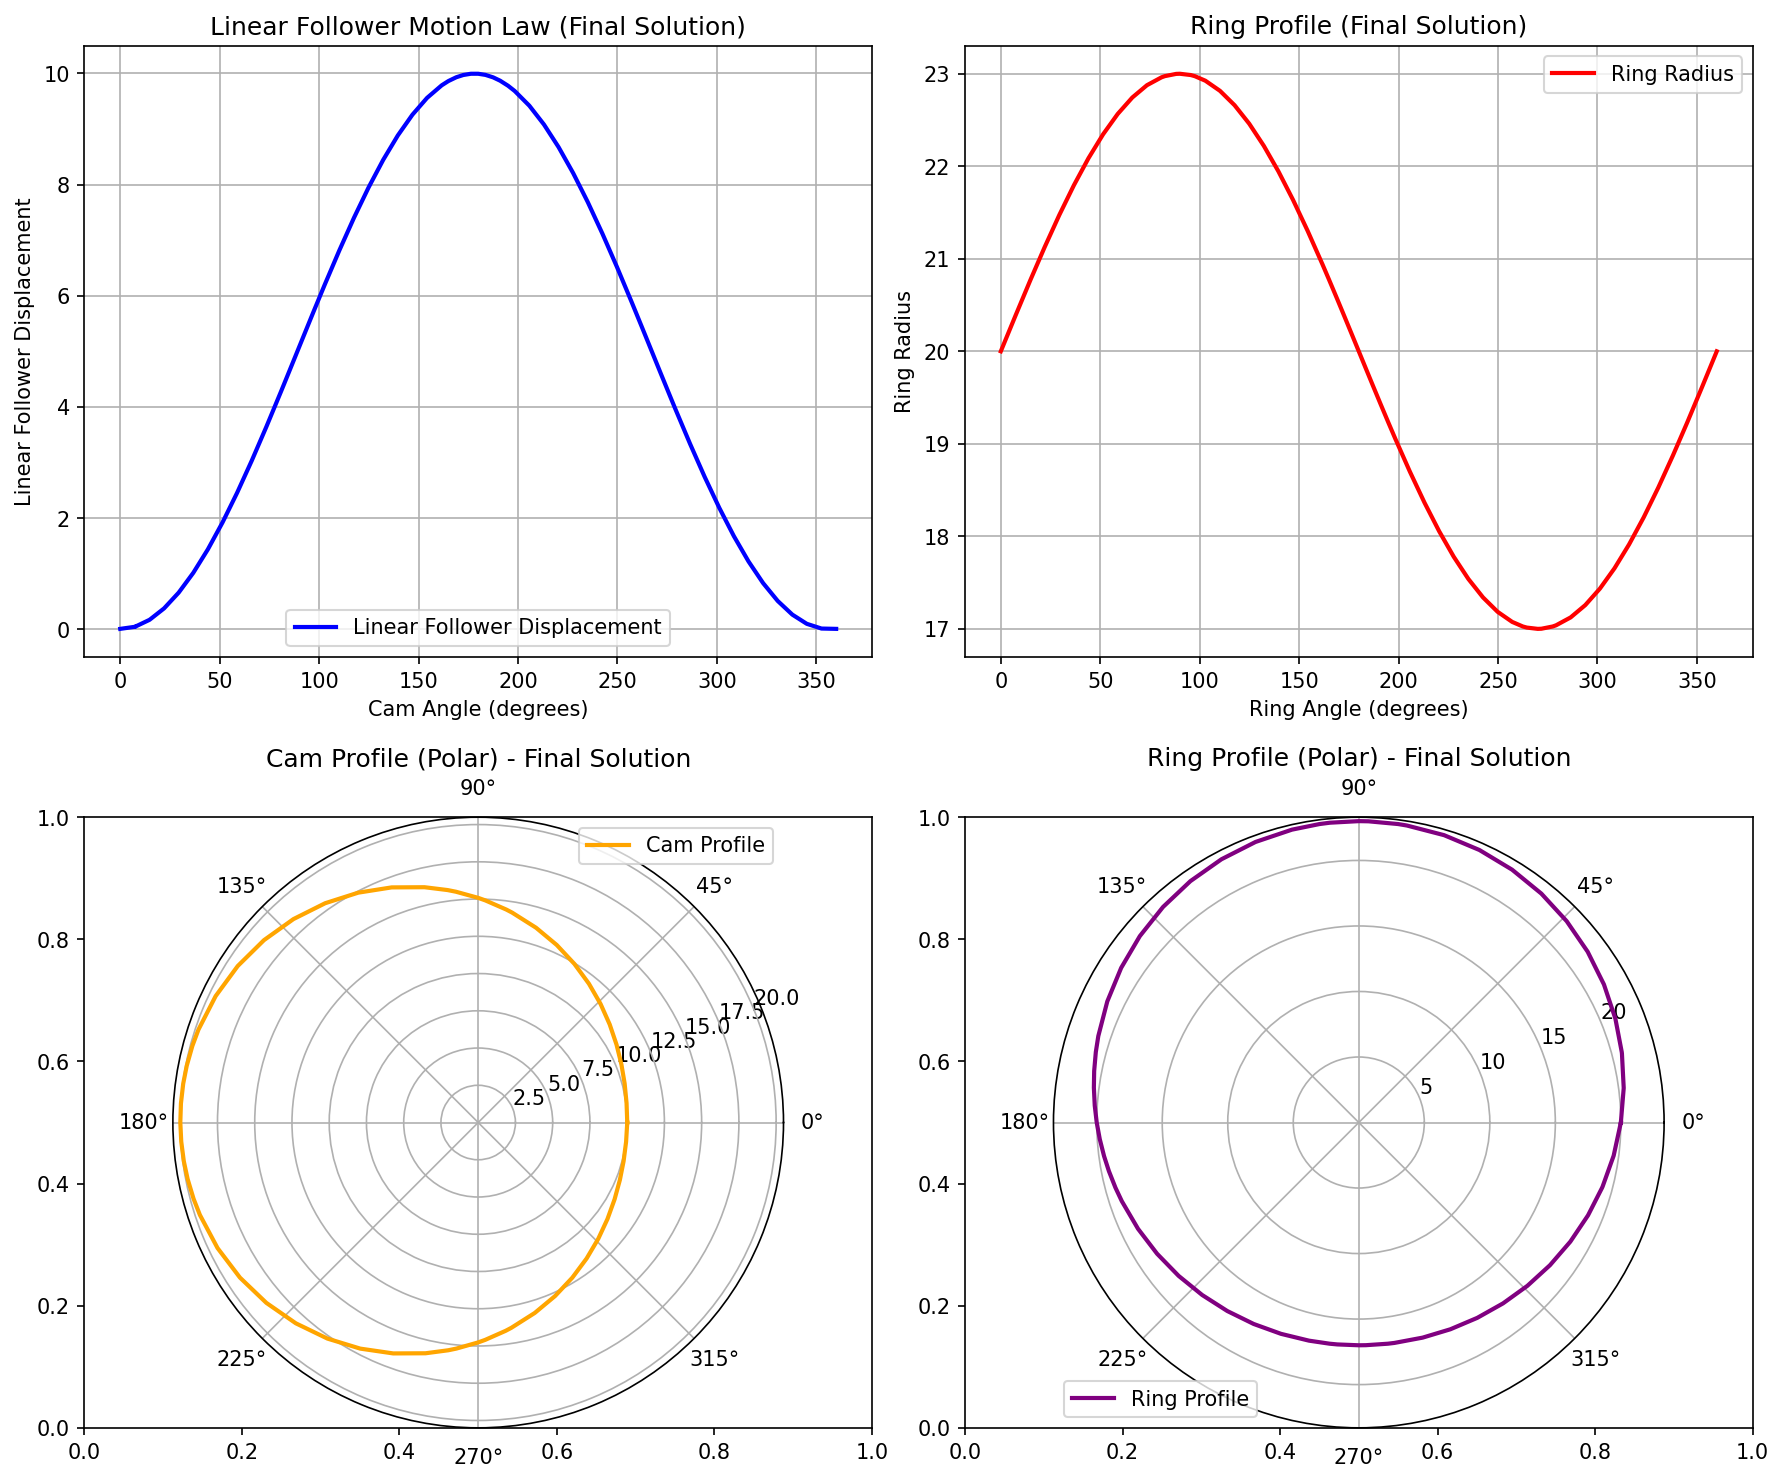 Linear Follower Motion Law (Final Solution)
10
8
6
4
2
0
Linear Follower Displacement
Linear Follower Displacement
0 50 100 150 200 250 300 350
Cam Angle (degrees)
Ring Profile (Final Solution)
Ring Radius
23
22
21
20
19
18
17
Ring Radius
0 50 100 150 200 250 300 350
Ring Angle (degrees)
Cam Profile (Polar) - Final Solution
90°
1.0
Cam Profile
135° 45°
0.8
20.0
17.5
15.0
12.5
0.6
10.0
7.5
5.0
2.5
180° 0°
0.4
0.2
225° 315°
0.0
0.0 0.2 0.4 270° 0.6 0.8 1.0
Ring Profile (Polar) - Final Solution
90°
1.0
135° 45°
0.8
20
15
0.6
10
5
180° 0°
0.4
0.2
225° 315°
Ring Profile
0.0
0.0 0.2 0.4 270° 0.6 0.8 1.0